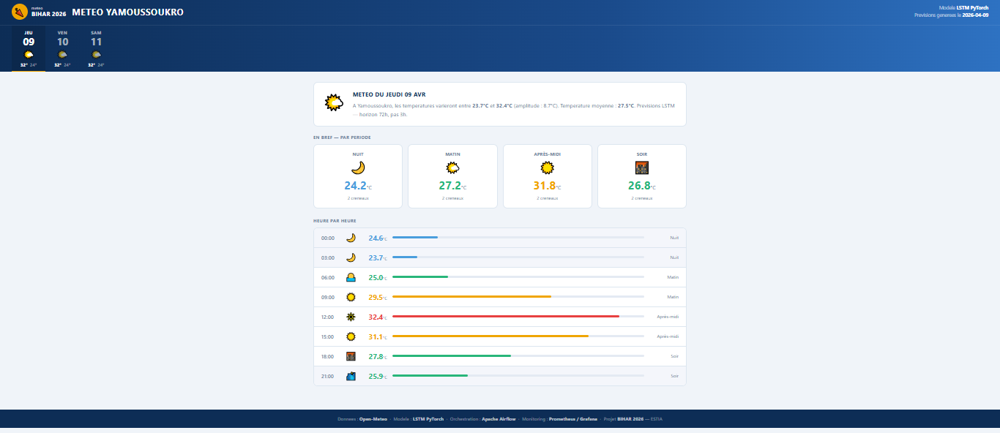 meteo
BIHAR 2026
METEO YAMOUSSOUKRO
Modele LSTM PyTorch
Previsions generees le 2026-04-09
JEU
09
32° 24°
VEN
10
32° 24°
SAM
11
32° 24°
METEO DU JEUDI 09 AVR
A Yamoussoukro, les temperatures varieront entre 23.7°C et 32.4°C (amplitude : 8.7°C). Temperature moyenne : 27.5°C. Previsions LSTM
— horizon 72h, pas 3h.
EN BREF — PAR PERIODE
NUIT
24.2°C
2 creneaux
MATIN
27.2°C
2 creneaux
APRÈS-MIDI
31.8°C
2 creneaux
SOIR
26.8°C
2 creneaux
HEURE PAR HEURE
00:00 24.6°C Nuit
03:00 23.7°C Nuit
06:00 25.0°C Matin
09:00 29.5°C Matin
12:00 32.4°C Après-midi
15:00 31.1°C Après-midi
18:00 27.8°C Soir
21:00 25.9°C Soir
Donnees : Open-Meteo · Modele : LSTM PyTorch · Orchestration : Apache Airflow · Monitoring : Prometheus / Grafana · Projet BIHAR 2026 — ESTIA